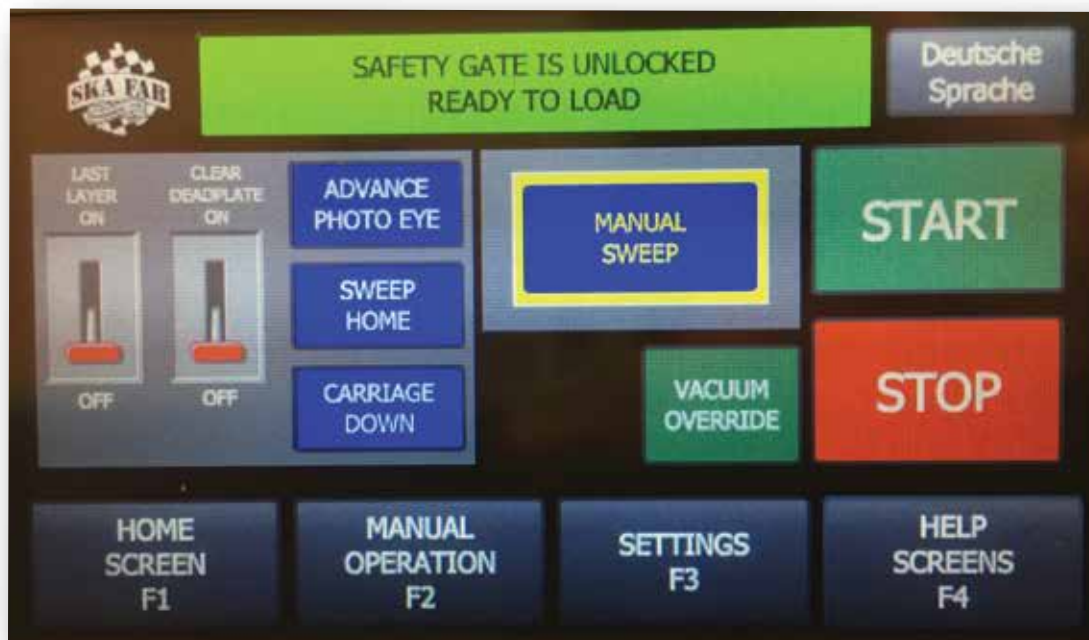 SKA FAB
SAFETY GATE IS UNLOCKED
READY TO LOAD
Deutsche
Sprache
LAST
LAYER
ON
OFF
CLEAR
DEADPLATE
ON
OFF
ADVANCE
PHOTO EYE
SWEEP
HOME
CARRIAGE
DOWN
MANUAL
SWEEP
VACUUM
OVERRIDE
START
STOP
HOME
SCREEN
F1
MANUAL
OPERATION
F2
SETTINGS
F3
HELP
SCREENS
F4